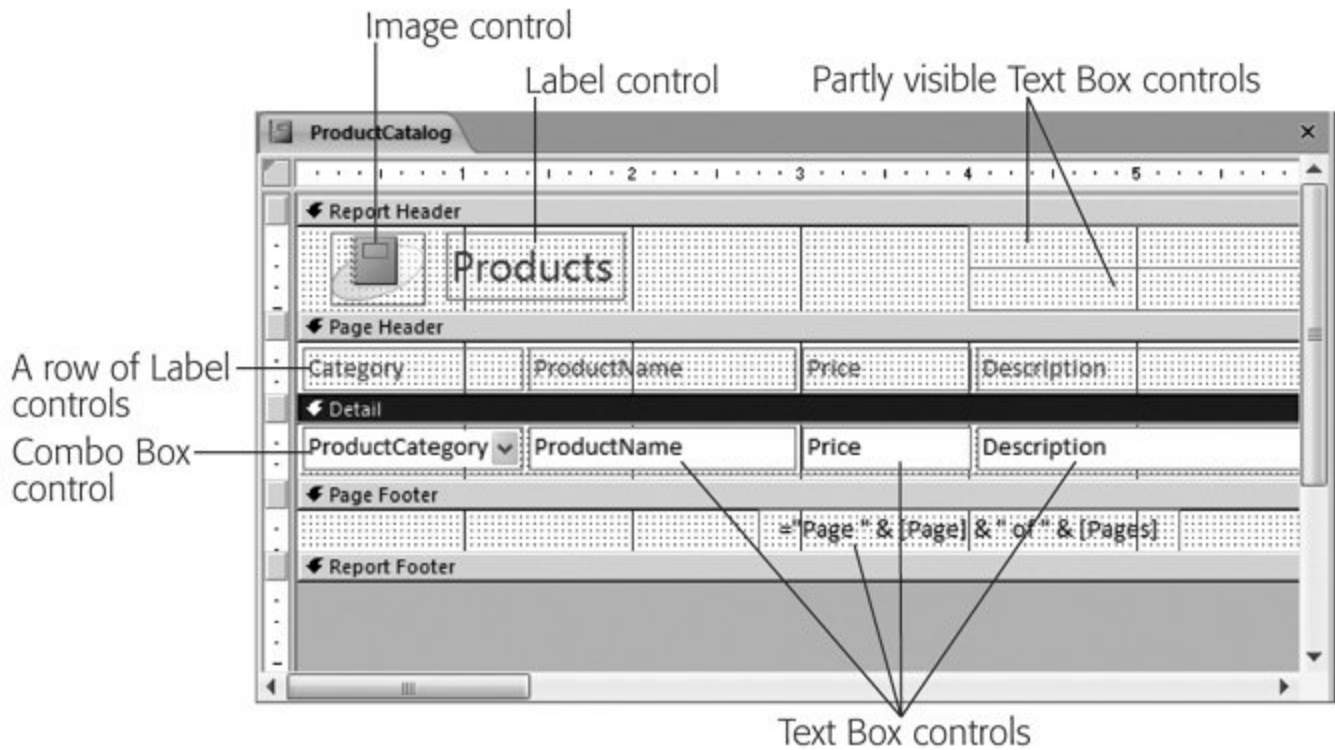 Image control
Label control
Partly visible Text Box controls
ProductCatalog
1 2 3 4 5
Report Header
Products
Page Header
A row of Label controls
Category ProductName Price Description
Detail
Combo Box control
ProductCategory ProductName Price Description
Page Footer
="Page " & [Page] & " of " & [Pages]
Report Footer
Text Box controls